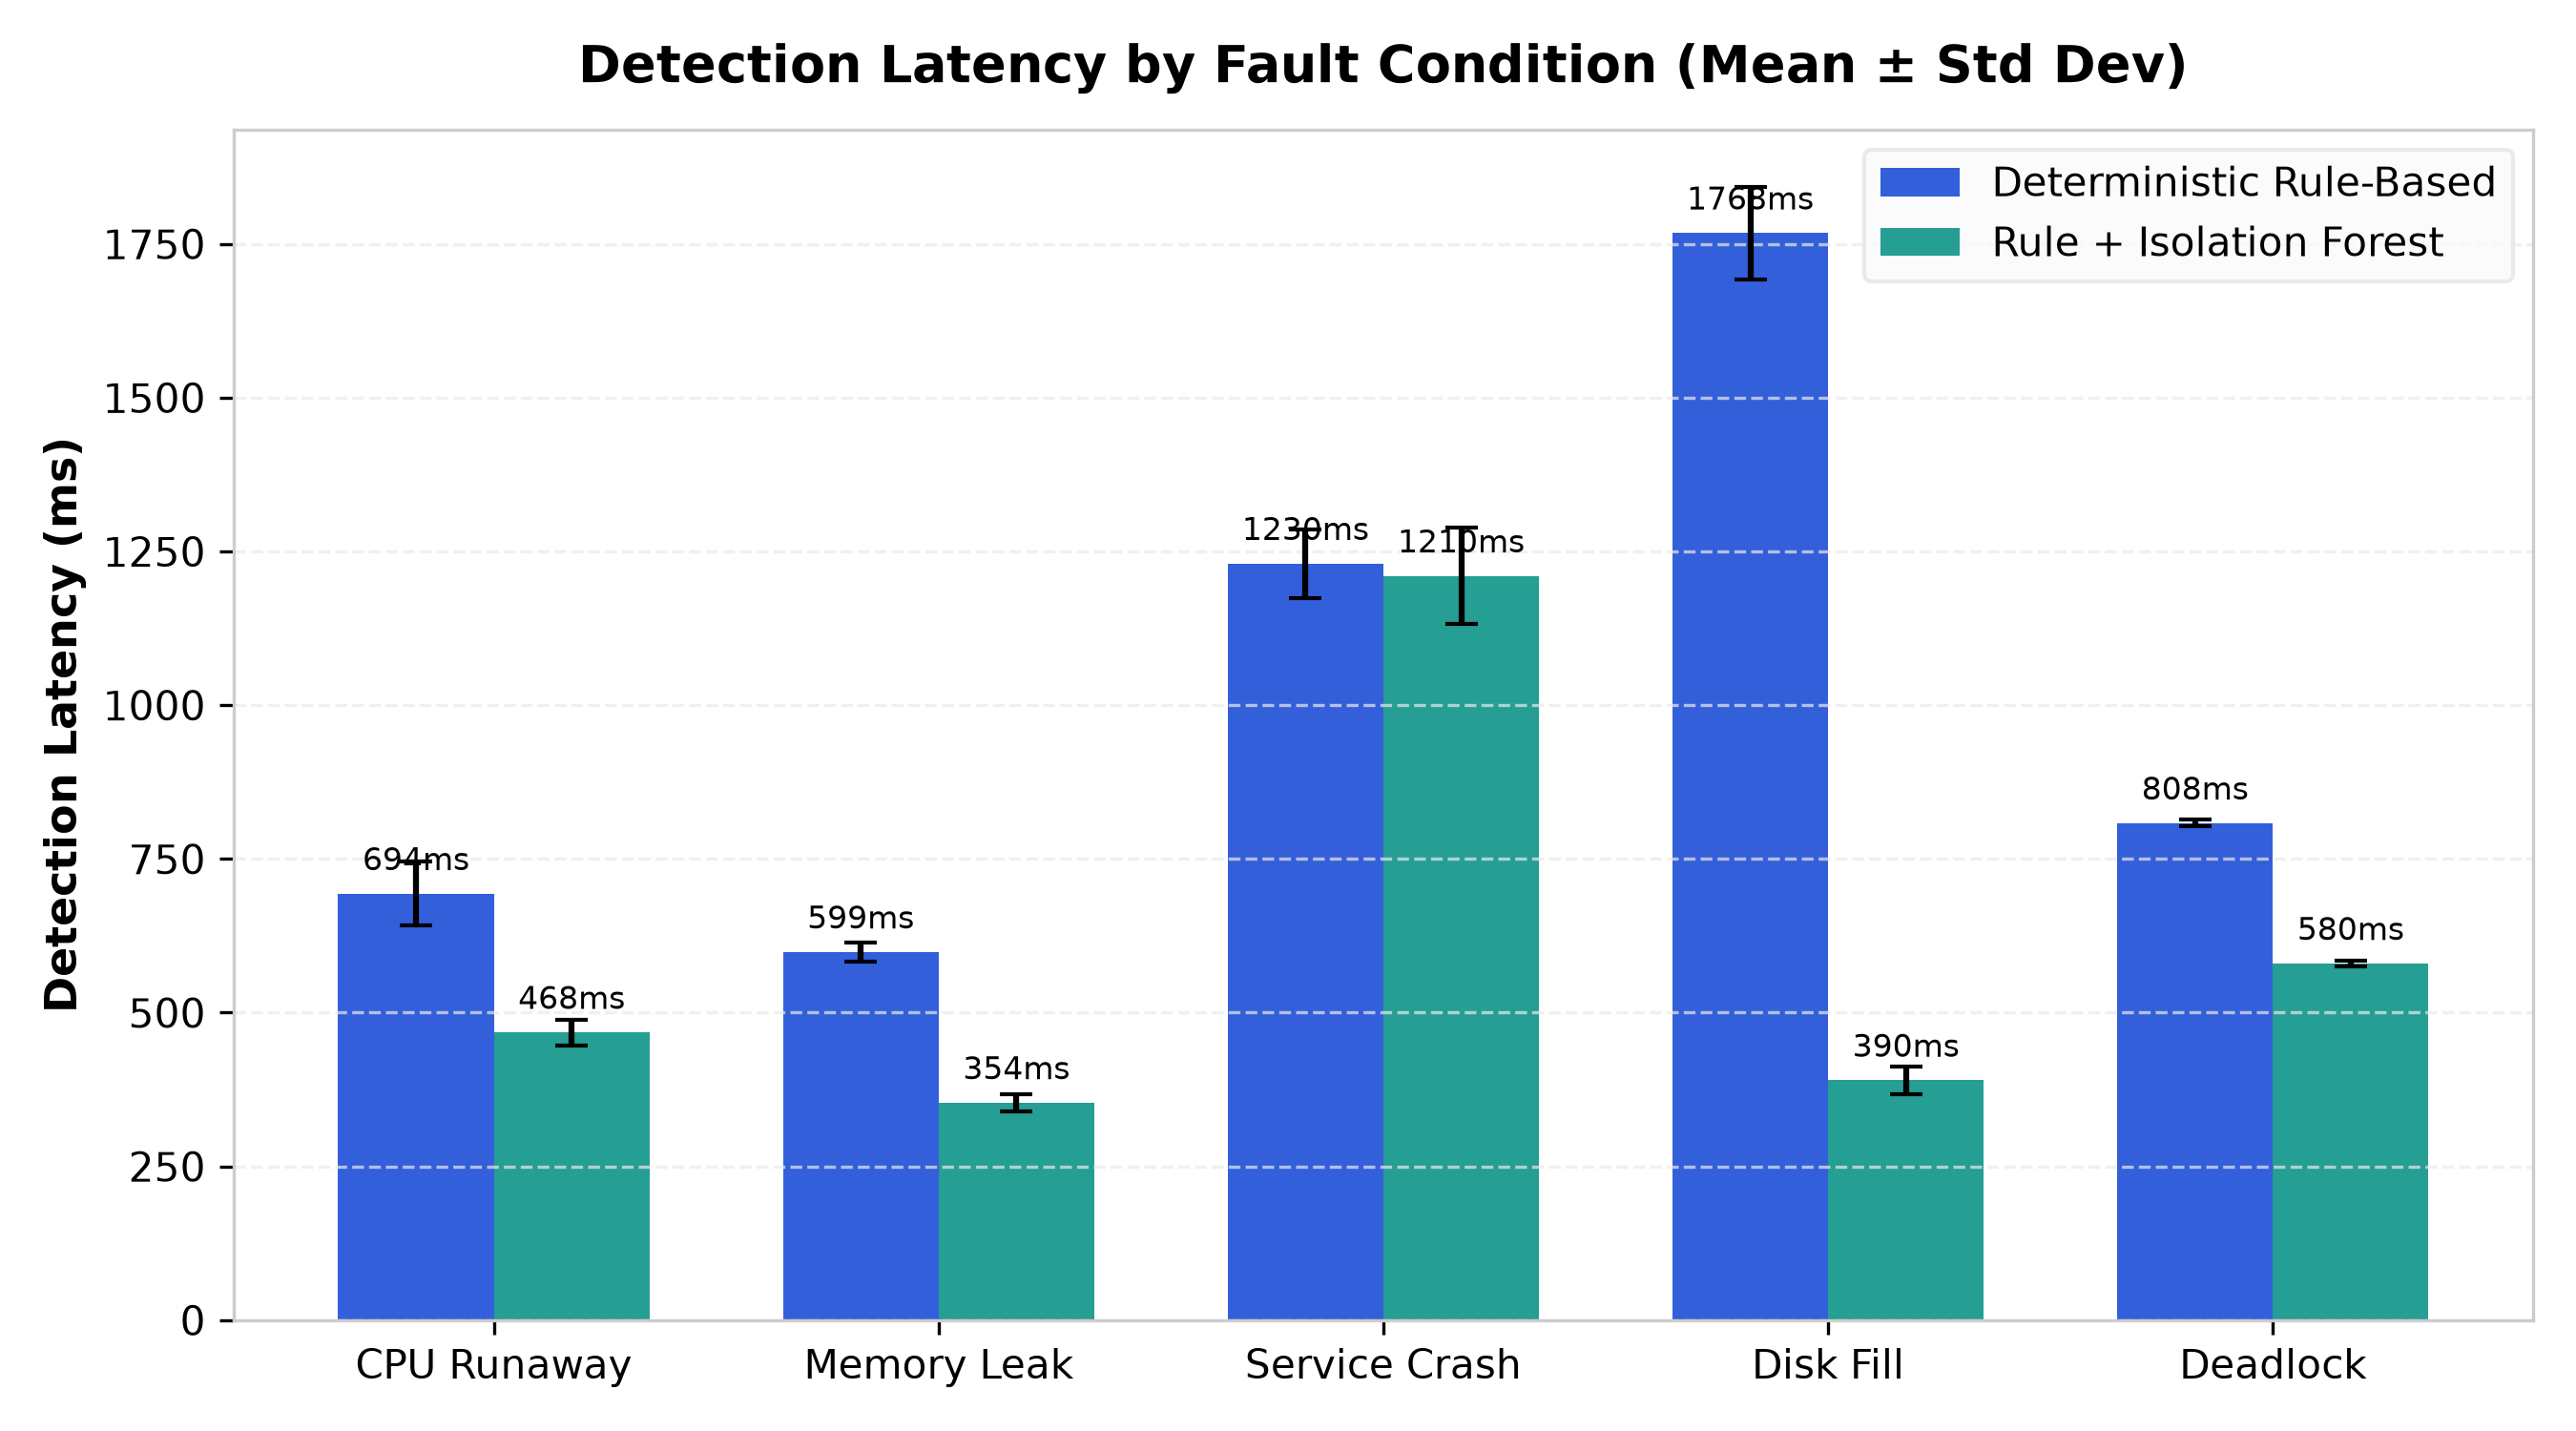 Detection Latency by Fault Condition (Mean ± Std Dev)
Deterministic Rule-Based
Rule + Isolation Forest
Detection Latency (ms)
1750
1500
1250
1000
750
500
250
0
694ms
468ms
599ms
354ms
1230ms
1210ms
1768ms
390ms
808ms
580ms
CPU Runaway
Memory Leak
Service Crash
Disk Fill
Deadlock